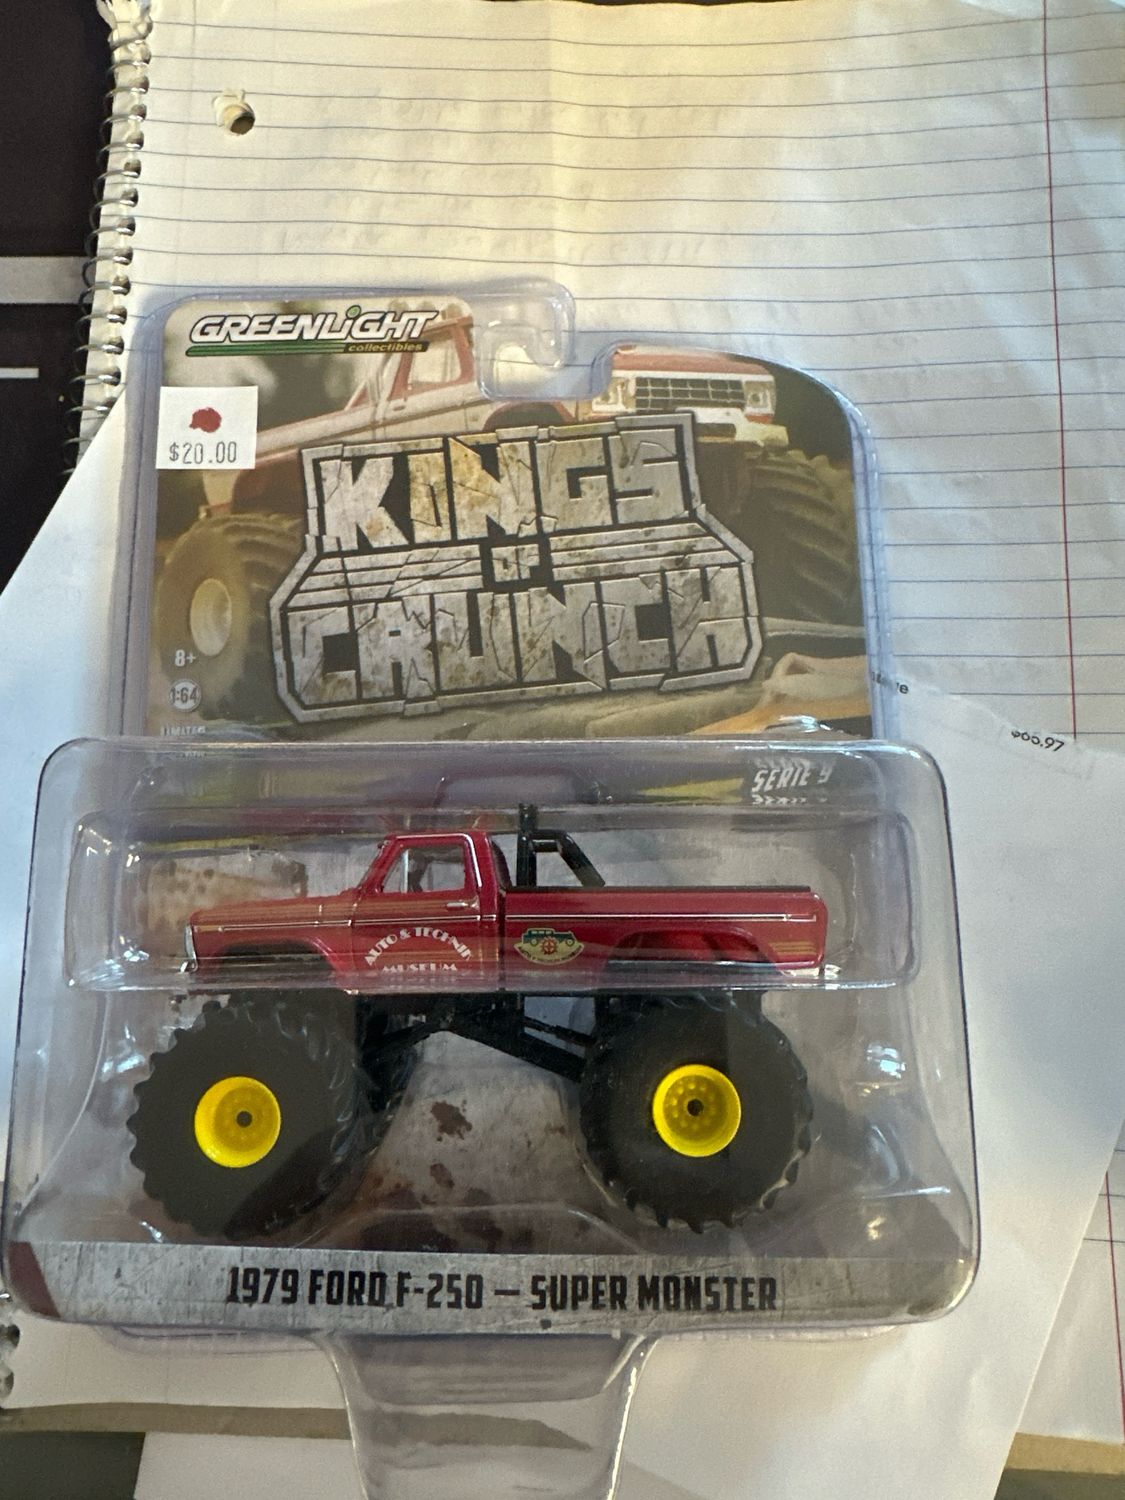 GREENLiGHT
collectibles
$20.00
KINGS
OF
CRUNCH
8+
1:64
LIMITED
SERIE 9
AUTO & TECHNIK
MUSEUM
1979 FORD F-250 — SUPER MONSTER